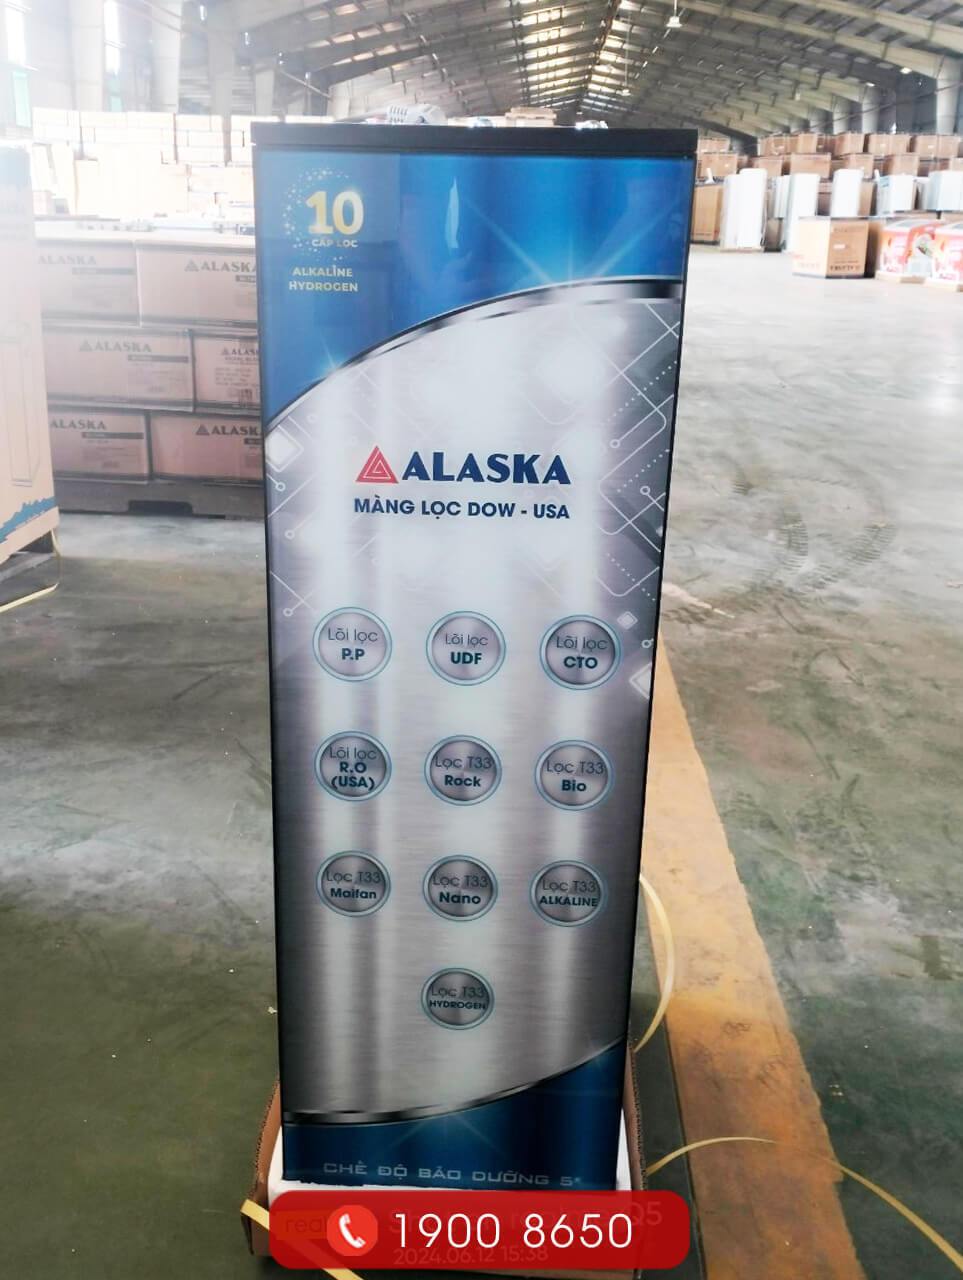 10
CẤP LỌC
ALKALINE
HYDROGEN
ALASKA
ALASKA
ALASKA
ALASKA
ALASKA
ALASKA
MÀNG LỌC DOW - USA
Lõi lọc
P.P
Lõi lọc
UDF
Lõi lọc
CTO
Lõi lọc
R.O
(USA)
Lọc T33
Rock
Lọc T33
Bio
Lọc T33
Maifan
Lọc T33
Nano
Lọc T33
ALKALINE
Lọc T33
HYDROGEN
CHẾ ĐỘ BẢO DƯỠNG 5*
1900 8650
2024.06.12 15:38